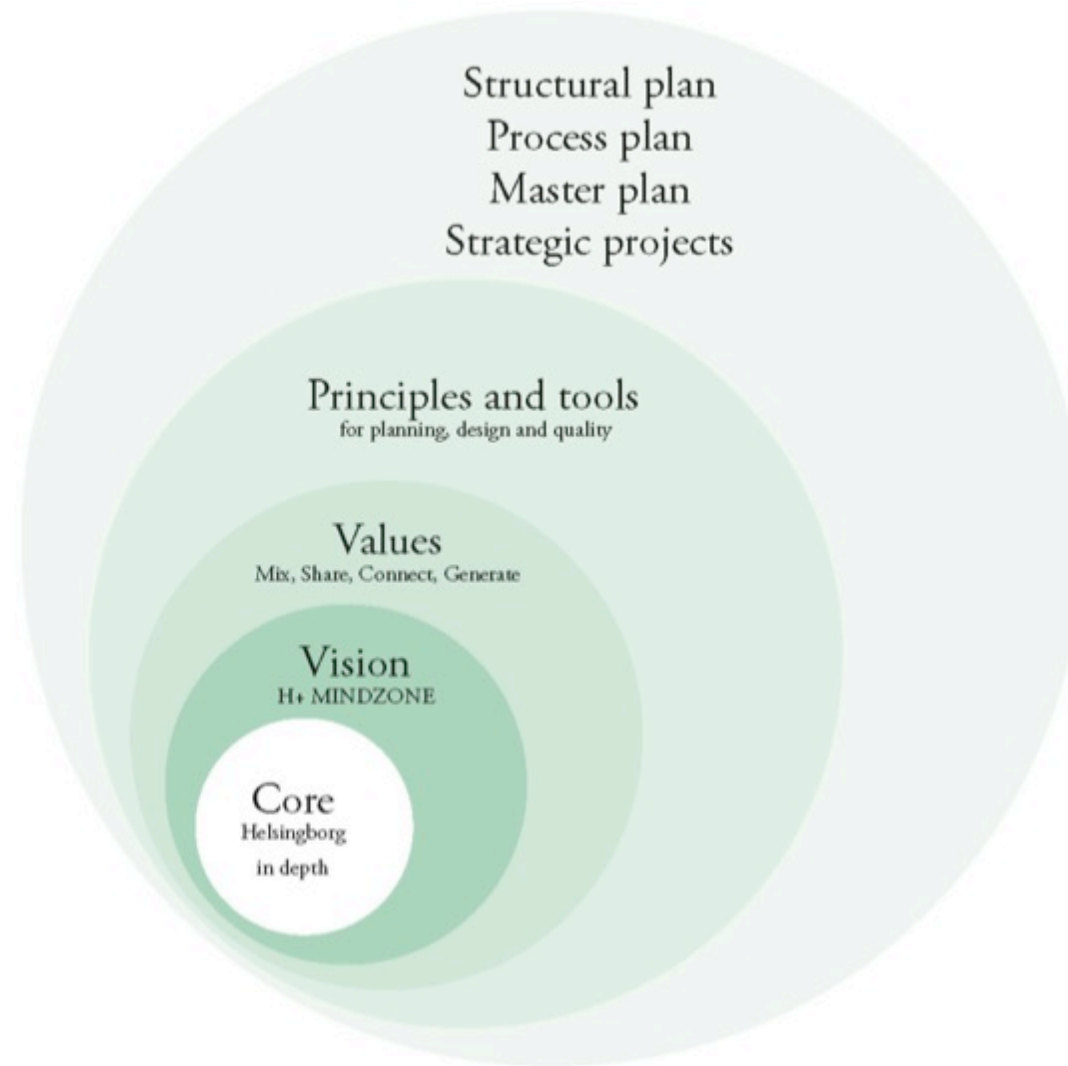 Structural plan
Process plan
Master plan
Strategic projects
Principles and tools
for planning, design and quality
Values
Mix, Share, Connect, Generate
Vision
H+ MINDZONE
Core
Helsingborg
in depth